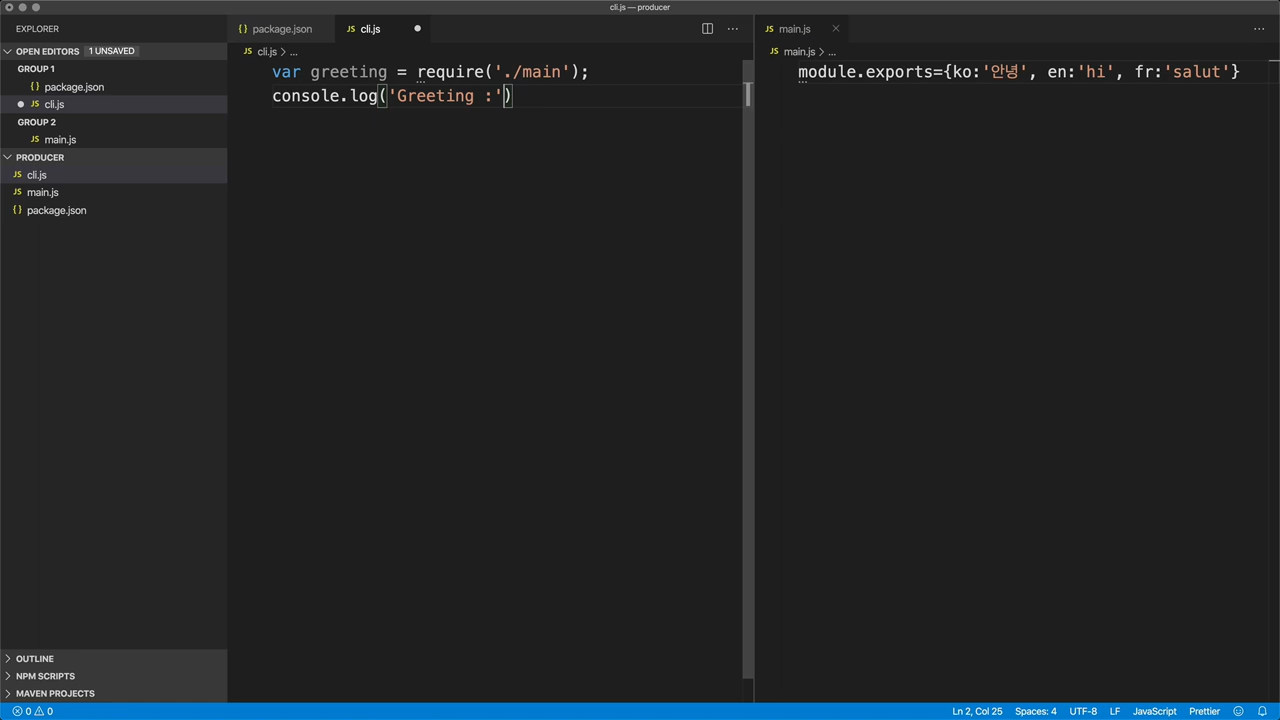 cli.js — producer
EXPLORER
OPEN EDITORS 1 UNSAVED
GROUP 1
{} package.json
JS cli.js
GROUP 2
JS main.js
PRODUCER
JS cli.js
JS main.js
{} package.json
OUTLINE
NPM SCRIPTS
MAVEN PROJECTS
{} package.json
JS cli.js
JS cli.js > ...
var greeting = require('./main');
console.log('Greeting :')
JS main.js
JS main.js > ...
module.exports={ko:'안녕', en:'hi', fr:'salut'}
0 0
Ln 2, Col 25 Spaces: 4 UTF-8 LF JavaScript Prettier